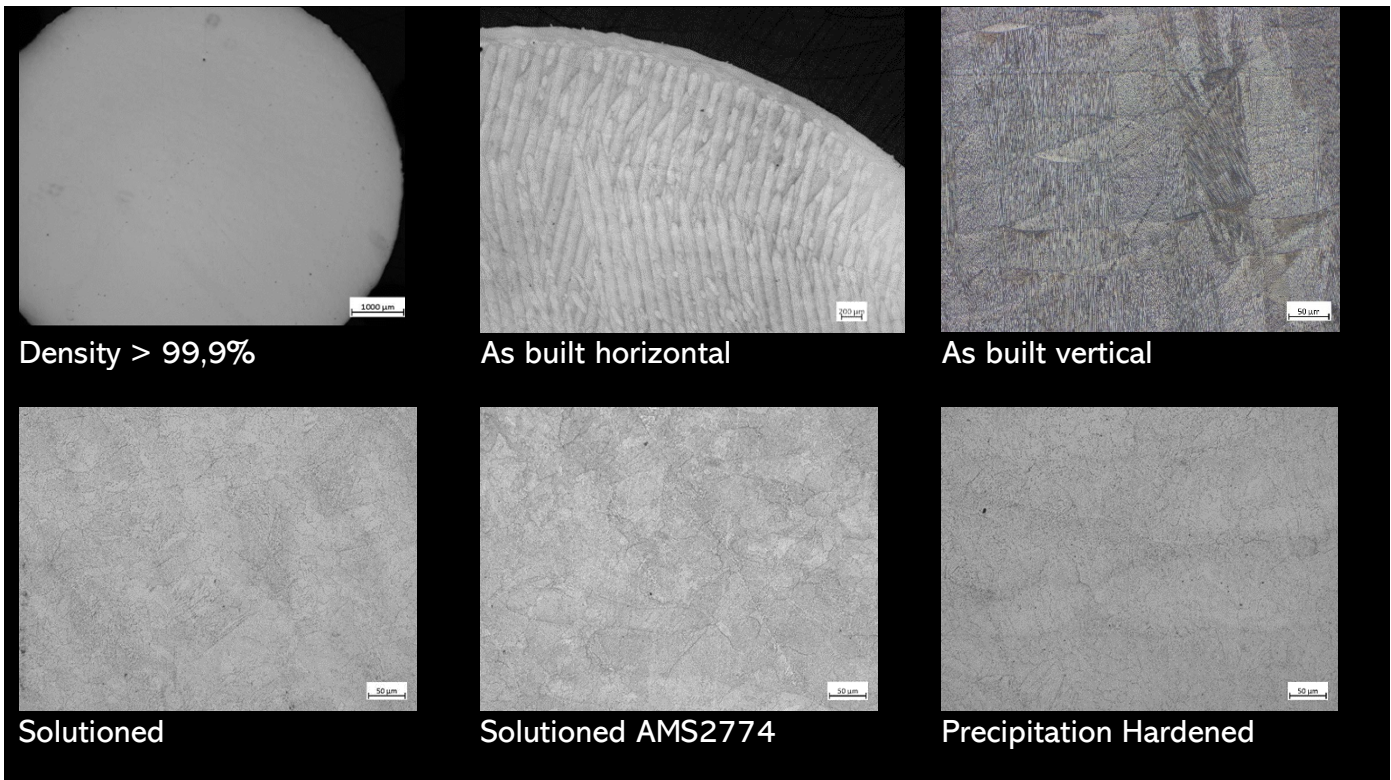 1000 µm
200 µm
50 µm
Density > 99,9%
As built horizontal
As built vertical
50 µm
50 µm
50 µm
Solutioned
Solutioned AMS2774
Precipitation Hardened